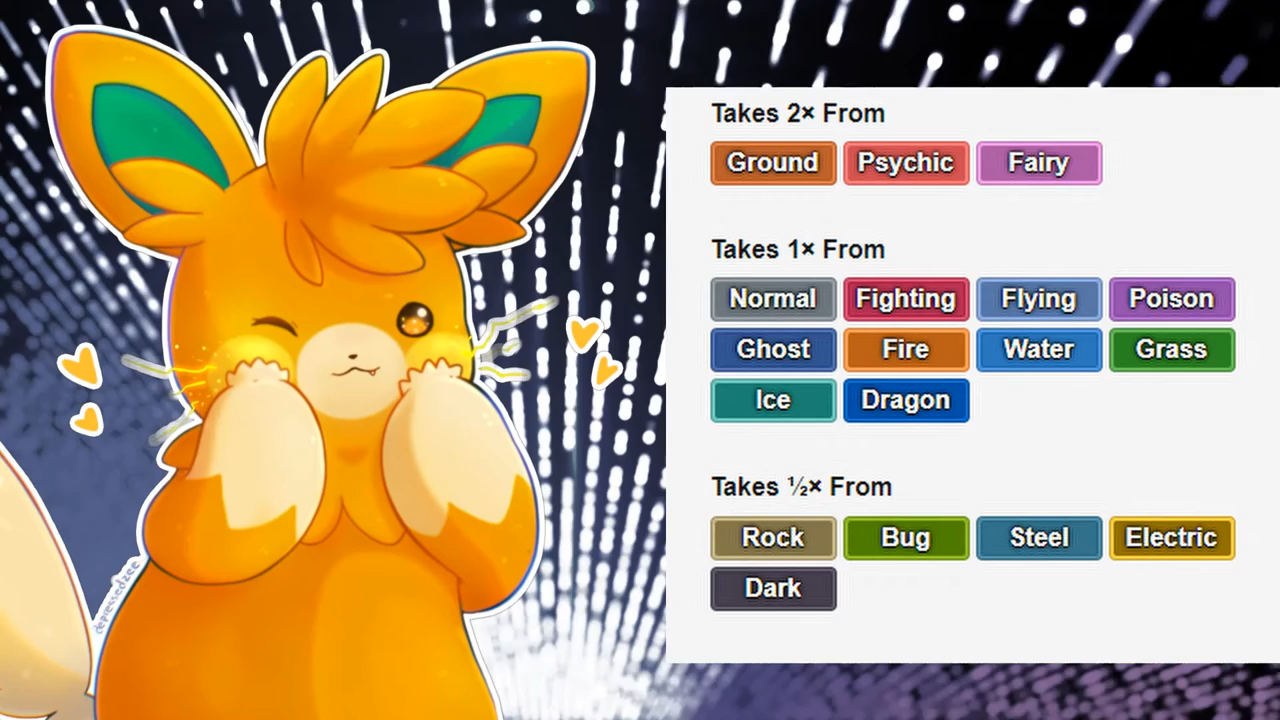 Takes 2× From
Ground Psychic Fairy
Takes 1× From
Normal Fighting Flying Poison
Ghost Fire Water Grass
Ice Dragon
Takes ½× From
Rock Bug Steel Electric
Dark
depressedzee